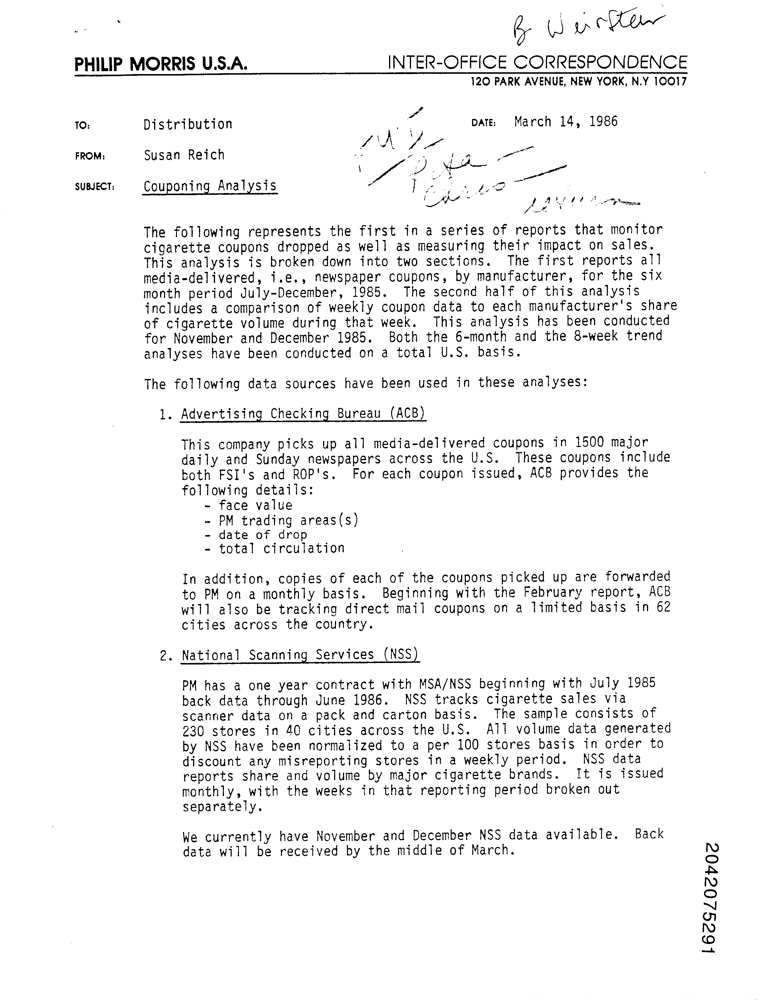 PHILIP MORRIS U.S.A. INTER-OFFICE CORRESPONDENCE
120 PARK AVENUE, NEW YORK, N.Y 10017
TO: Distribution DATE: March 14, 1986
FROM: Susan Reich
SUBJECT: Couponing Analysis
The following represents the first in a series of reports that monitor
cigarette coupons dropped as well as measuring their impact on sales.
This analysis is broken down into two sections. The first reports all
media-delivered, i.e., newspaper coupons, by manufacturer, for the six
month period July-December, 1985. The second half of this analysis
includes a comparison of weekly coupon data to each manufacturer's share
of cigarette volume during that week. This analysis has been conducted
for November and December 1985. Both the 6-month and the 8-week trend
analyses have been conducted on a total U.S. basis.
The following data sources have been used in these analyses:
1. Advertising Checking Bureau (ACB)
This company picks up all media-delivered coupons in 1500 major
daily and Sunday newspapers across the U.S. These coupons include
both FSI's and ROP's. For each coupon issued, ACB provides the
following details:
- face value
- PM trading areas(s)
- date of drop
- total circulation
In addition, copies of each of the coupons picked up are forwarded
to PM on a monthly basis. Beginning with the February report, ACB
will also be tracking direct mail coupons on a limited basis in 62
cities across the country.
2. National Scanning Services (NSS)
PM has a one year contract with MSA/NSS beginning with July 1985
back data through June 1986. NSS tracks cigarette sales via
scanner data on a pack and carton basis. The sample consists of
230 stores in 40 cities across the U.S. All volume data generated
by NSS have been normalized to a per 100 stores basis in order to
discount any misreporting stores in a weekly period. NSS data
reports share and volume by major cigarette brands. It is issued
monthly, with the weeks in that reporting period broken out
separately.
We currently have November and December NSS data available. Back
data will be received by the middle of March.
2042075291